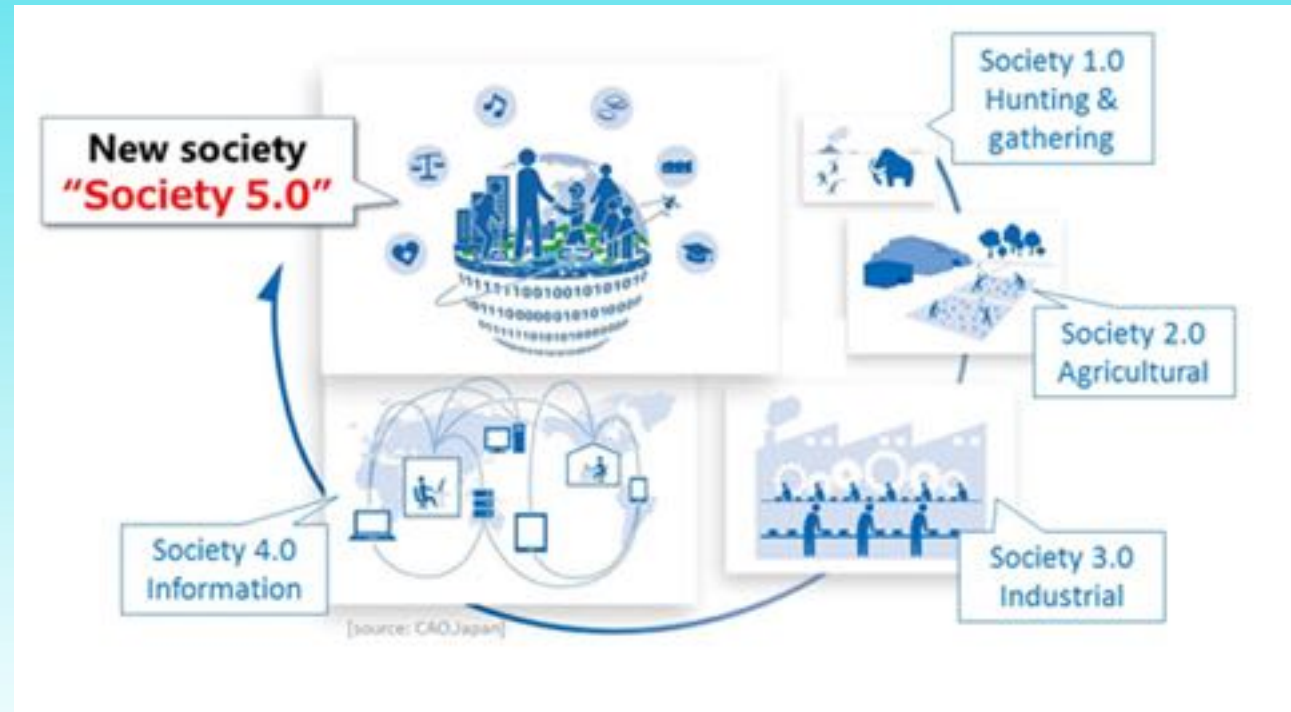 New society
“Society 5.0”
Society 1.0
Hunting &
gathering
Society 2.0
Agricultural
Society 3.0
Industrial
Society 4.0
Information
[source: CAO,Japan]